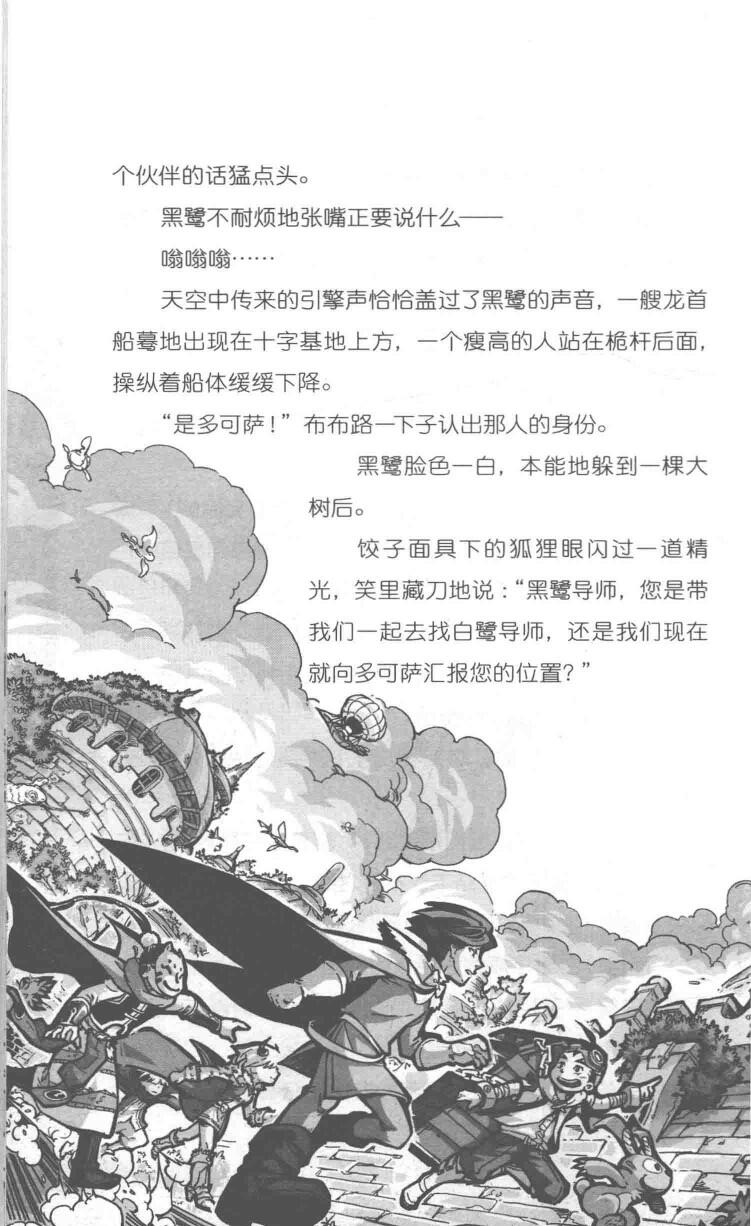 个伙伴的话猛点头。
黑鹭不耐烦地张嘴正要说什么——
嗡嗡嗡……
天空中传来的引擎声恰恰盖过了黑鹭的声音，一艘龙首
船蓦地出现在十字基地上方，一个瘦高的人站在桅杆后面，
操纵着船体缓缓下降。
“是多可萨！”布布路一下子认出那人的身份。
黑鹭脸色一白，本能地躲到一棵大
树后。
饺子面具下的狐狸眼闪过一道精
光，笑里藏刀地说：“黑鹭导师，您是带
我们一起去找白鹭导师，还是我们现在
就向多可萨汇报您的位置？”